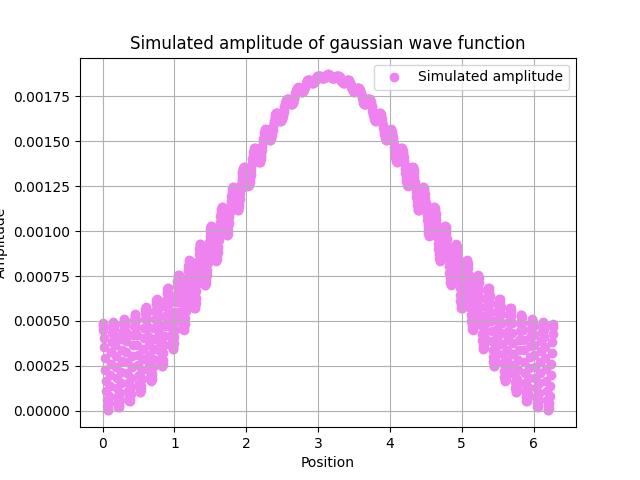 Simulated amplitude of gaussian wave function
Simulated amplitude
0.00175
0.00150
0.00125
0.00100
0.00075
0.00050
0.00025
0.00000
Amplitude
0 1 2 3 4 5 6
Position